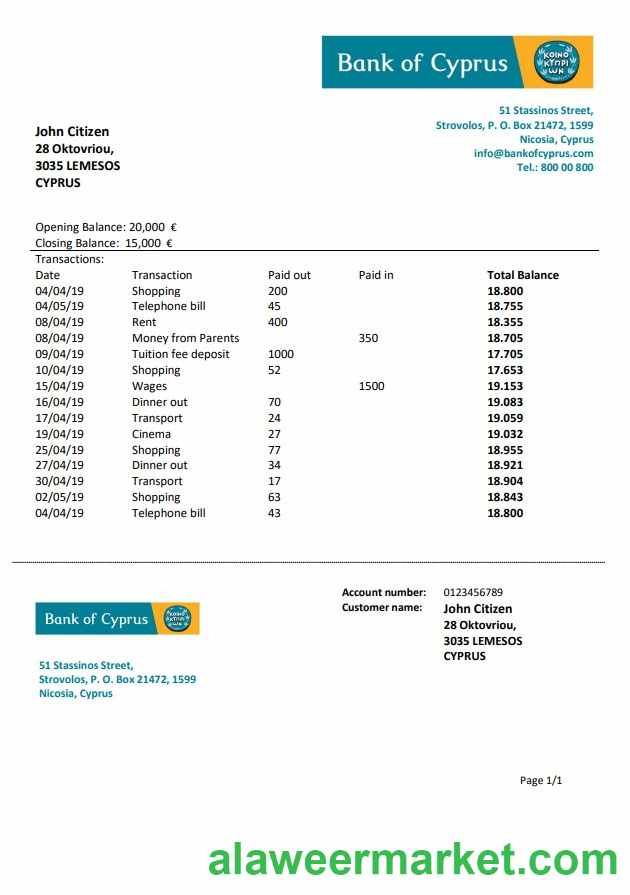 Bank of Cyprus
ΚΟΙΝΟ
ΚΥΠΡΙ
ΩΝ
51 Stassinos Street,
Strovolos, P. O. Box 21472, 1599
Nicosia, Cyprus
info@bankofcyprus.com
Tel.: 800 00 800
John Citizen
28 Oktovriou,
3035 LEMESOS
CYPRUS
Opening Balance: 20,000 €
Closing Balance: 15,000 €
Transactions:
Date Transaction Paid out Paid in Total Balance
04/04/19 Shopping 200 18.800
04/05/19 Telephone bill 45 18.755
08/04/19 Rent 400 18.355
08/04/19 Money from Parents 350 18.705
09/04/19 Tuition fee deposit 1000 17.705
10/04/19 Shopping 52 17.653
15/04/19 Wages 1500 19.153
16/04/19 Dinner out 70 19.083
17/04/19 Transport 24 19.059
19/04/19 Cinema 27 19.032
25/04/19 Shopping 77 18.955
27/04/19 Dinner out 34 18.921
30/04/19 Transport 17 18.904
02/05/19 Shopping 63 18.843
04/04/19 Telephone bill 43 18.800
Account number: 0123456789
Customer name: John Citizen
28 Oktovriou,
3035 LEMESOS
CYPRUS
Bank of Cyprus
ΚΟΙΝΟ
ΚΥΠΡΙ
ΩΝ
51 Stassinos Street,
Strovolos, P. O. Box 21472, 1599
Nicosia, Cyprus
Page 1/1
alaweermarket.com